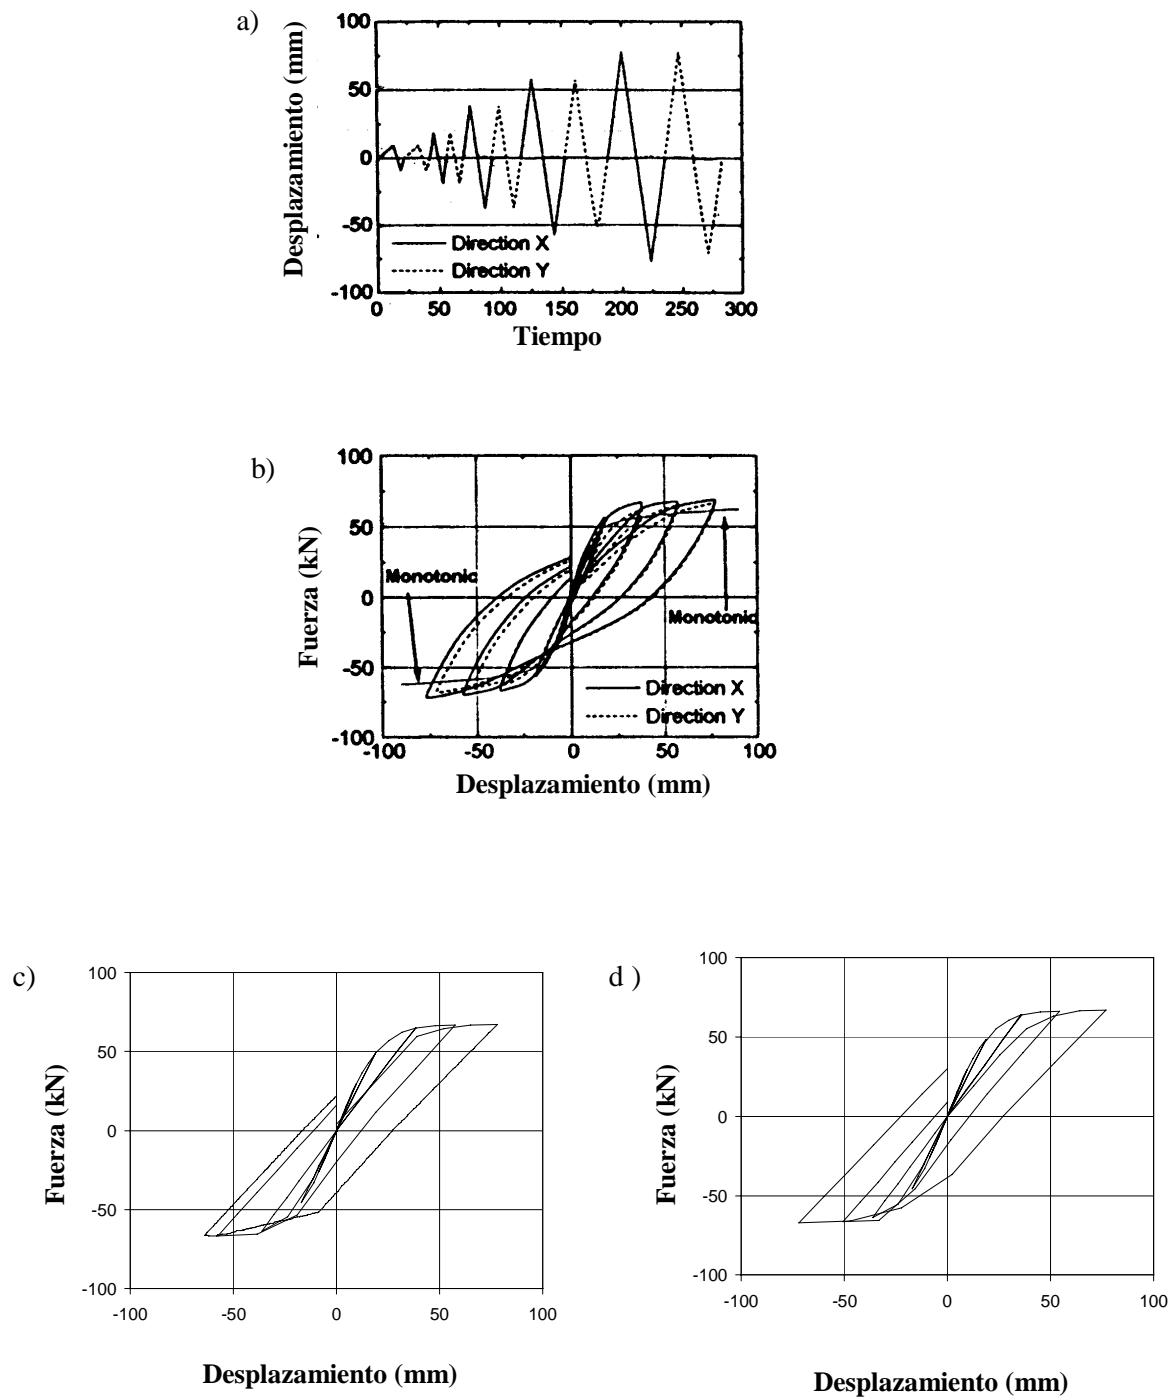 a)
Desplazamiento (mm)
100
50
0
-50
-100
Direction X
Direction Y
0 50 100 150 200 250 300
Tiempo
b)
Fuerza (kN)
100
50
0
-50
-100
Monotonic
Monotonic
Direction X
Direction Y
-100 -50 0 50 100
Desplazamiento (mm)
c)
Fuerza (kN)
100
50
0
-50
-100
-100 -50 0 50 100
Desplazamiento (mm)
d )
Fuerza (kN)
100
50
0
-50
-100
-100 -50 0 50 100
Desplazamiento (mm)